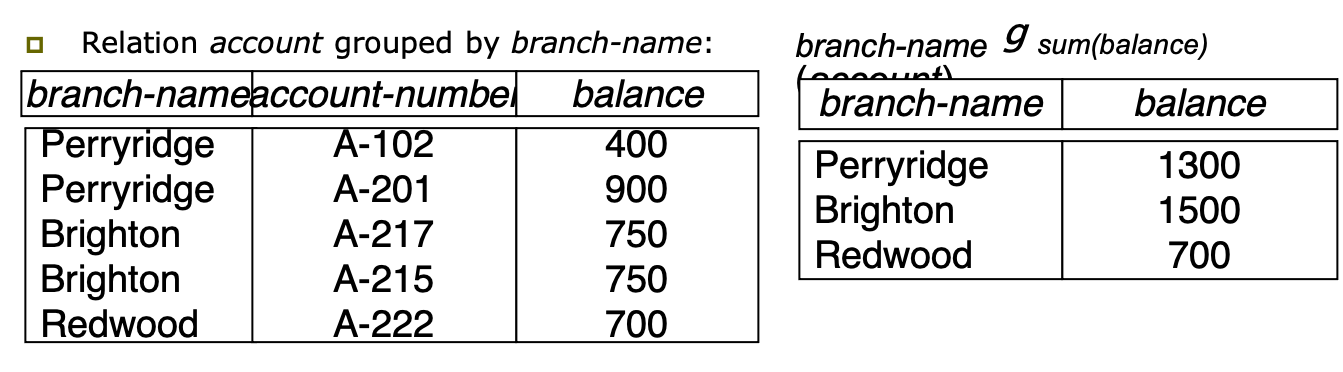 Relation account grouped by branch-name:
branch-name account-number balance
Perryridge A-102 400
Perryridge A-201 900
Brighton A-217 750
Brighton A-215 750
Redwood A-222 700
branch-name g sum(balance)
(account)
branch-name balance
Perryridge 1300
Brighton 1500
Redwood 700